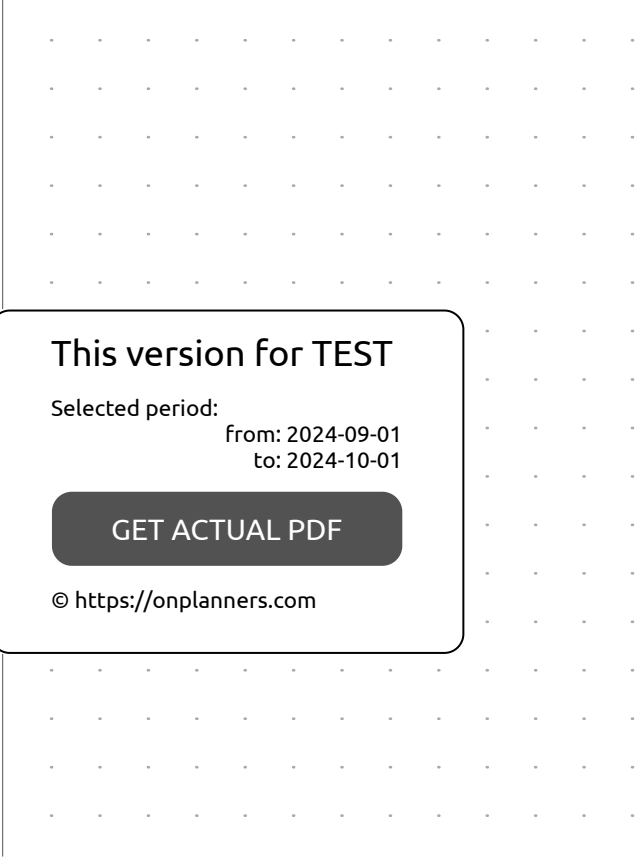 This version for TEST
Selected period:
from: 2024-09-01
to: 2024-10-01
GET ACTUAL PDF
© https://onplanners.com